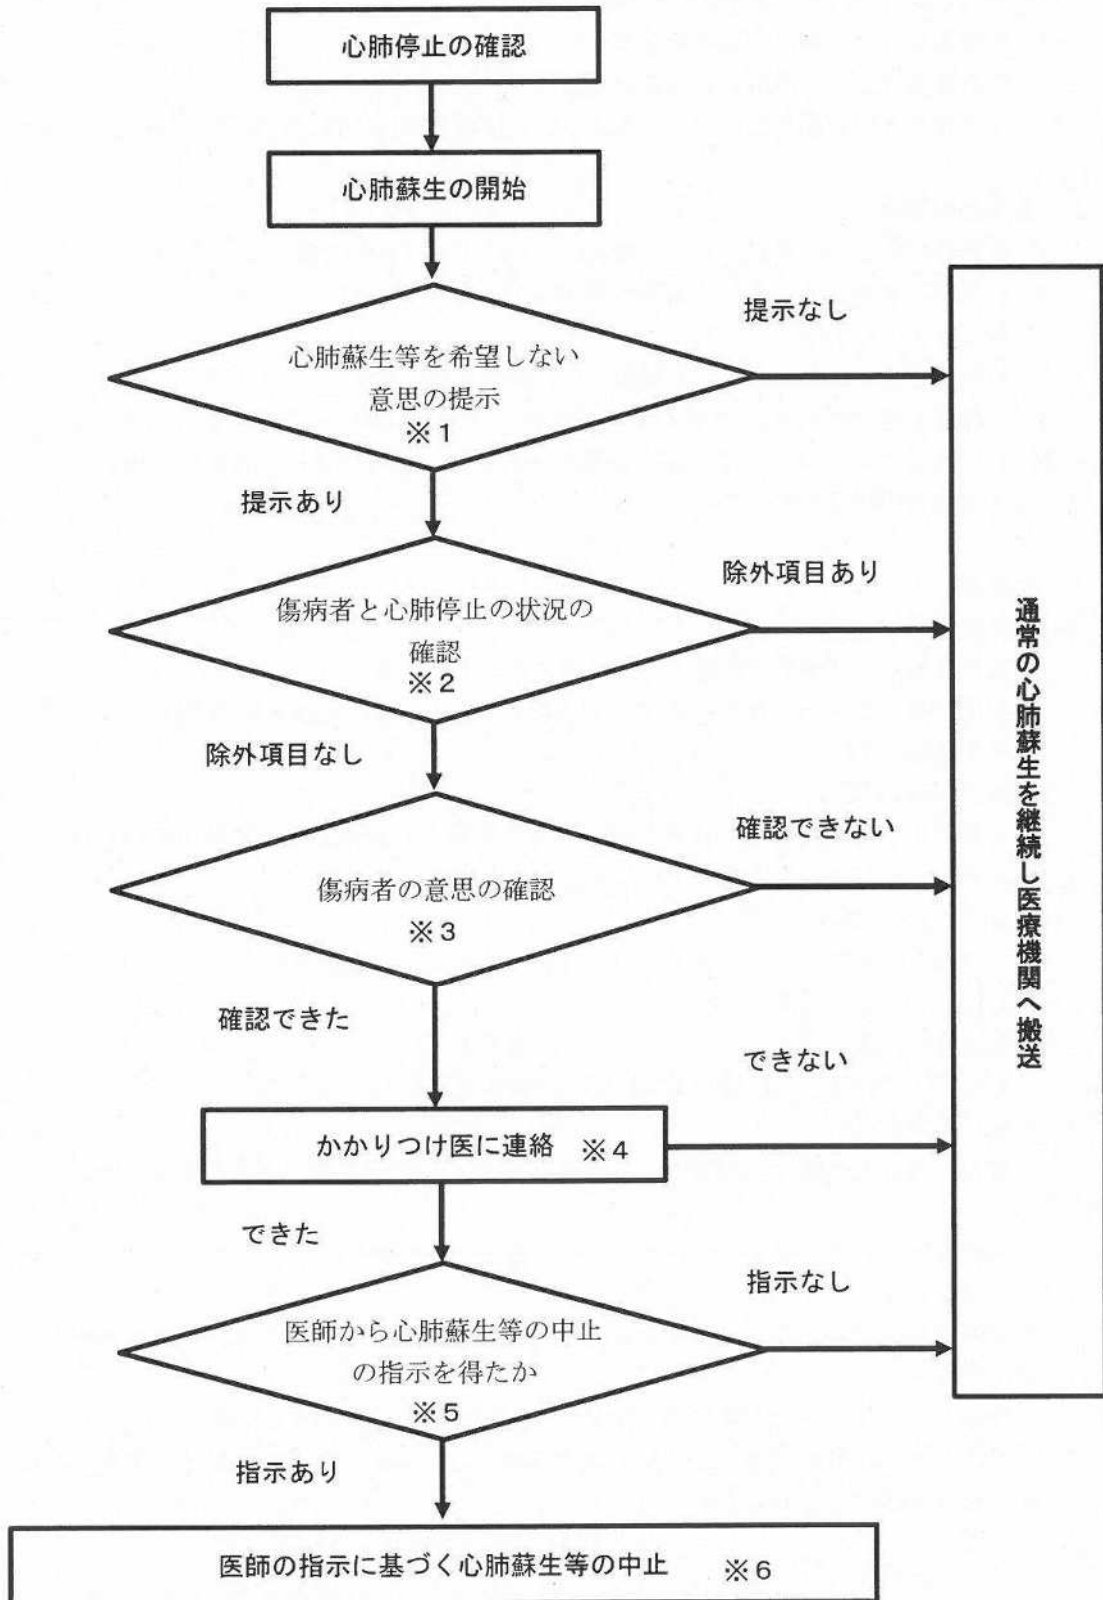 心肺停止の確認
心肺蘇生の開始
提示なし
心肺蘇生等を希望しない
意思の提示
※1
提示あり
除外項目あり
傷病者と心肺停止の状況の
確認
※2
除外項目なし
確認できない
傷病者の意思の確認
※3
確認できた
できない
かかりつけ医に連絡 ※4
できた
指示なし
医師から心肺蘇生等の中止
の指示を得たか
※5
指示あり
医師の指示に基づく心肺蘇生等の中止 ※6
通常の心肺蘇生を継続し医療機関へ搬送